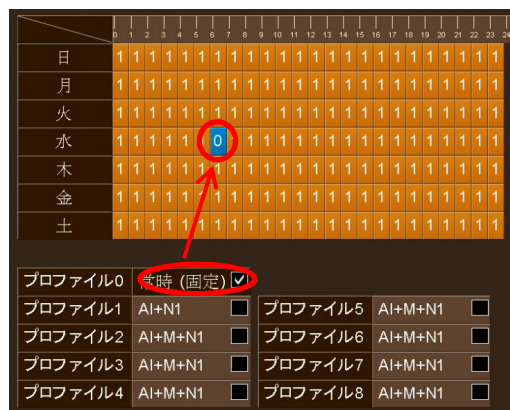 0 1 2 3 4 5 6 7 8 9 10 11 12 13 14 15 16 17 18 19 20 21 22 23 24
日 1 1 1 1 1 1 1 1 1 1 1 1 1 1 1 1 1 1 1 1 1 1 1 1
月 1 1 1 1 1 1 1 1 1 1 1 1 1 1 1 1 1 1 1 1 1 1 1 1
火 1 1 1 1 1 1 1 1 1 1 1 1 1 1 1 1 1 1 1 1 1 1 1 1
水 1 1 1 1 1 1 0 1 1 1 1 1 1 1 1 1 1 1 1 1 1 1 1 1
木 1 1 1 1 1 1 1 1 1 1 1 1 1 1 1 1 1 1 1 1 1 1 1 1
金 1 1 1 1 1 1 1 1 1 1 1 1 1 1 1 1 1 1 1 1 1 1 1 1
土 1 1 1 1 1 1 1 1 1 1 1 1 1 1 1 1 1 1 1 1 1 1 1 1
プロファイル0 常時 (固定)
プロファイル1 AI+N1 プロファイル5 AI+M+N1
プロファイル2 AI+M+N1 プロファイル6 AI+M+N1
プロファイル3 AI+M+N1 プロファイル7 AI+M+N1
プロファイル4 AI+M+N1 プロファイル8 AI+M+N1